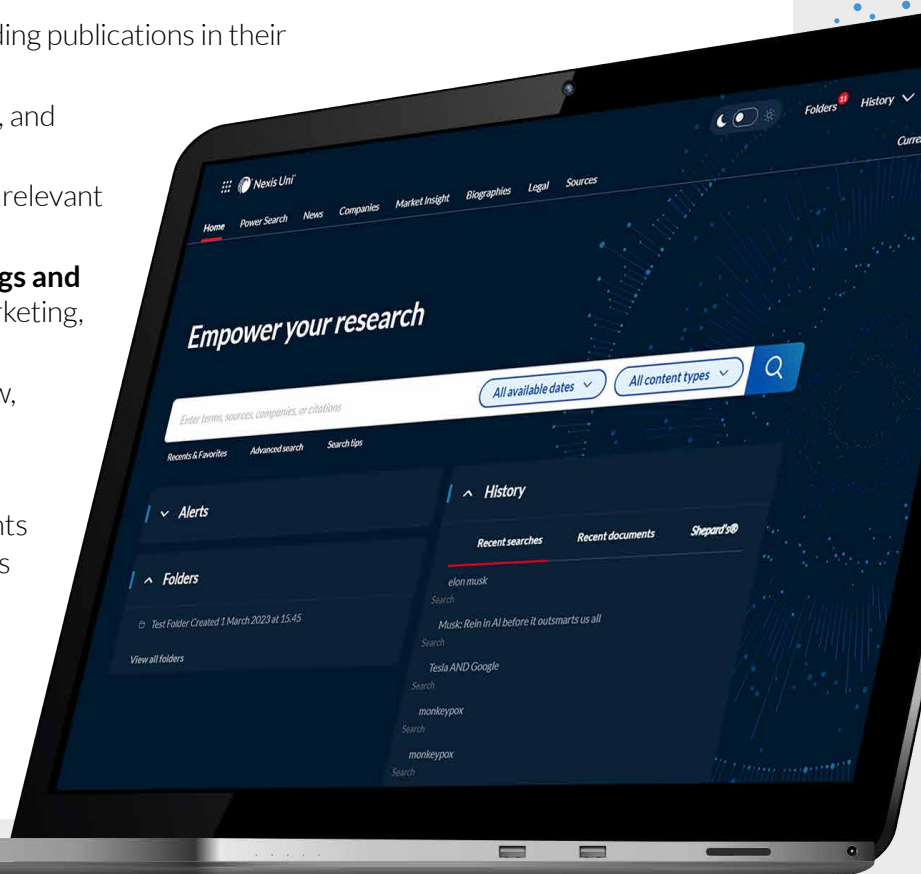 ding publications in their
, and
relevant
gs and
rketing,
w,
nts
s
Folders 31 History
Curre
Nexis Uni
Home Power Search News Companies Market Insight Biographies Legal Sources
Empower your research
Enter terms, sources, companies, or citations All available dates All content types
Recents & Favorites Advanced search Search tips
Alerts
Folders
Test Folder Created 1 March 2023 at 15.45
View all folders
History
Recent searches Recent documents Shepard's®
elon musk
Search
Musk: Rein in AI before it outsmarts us all
Search
Tesla AND Google
Search
monkeypox
Search
monkeypox
Search